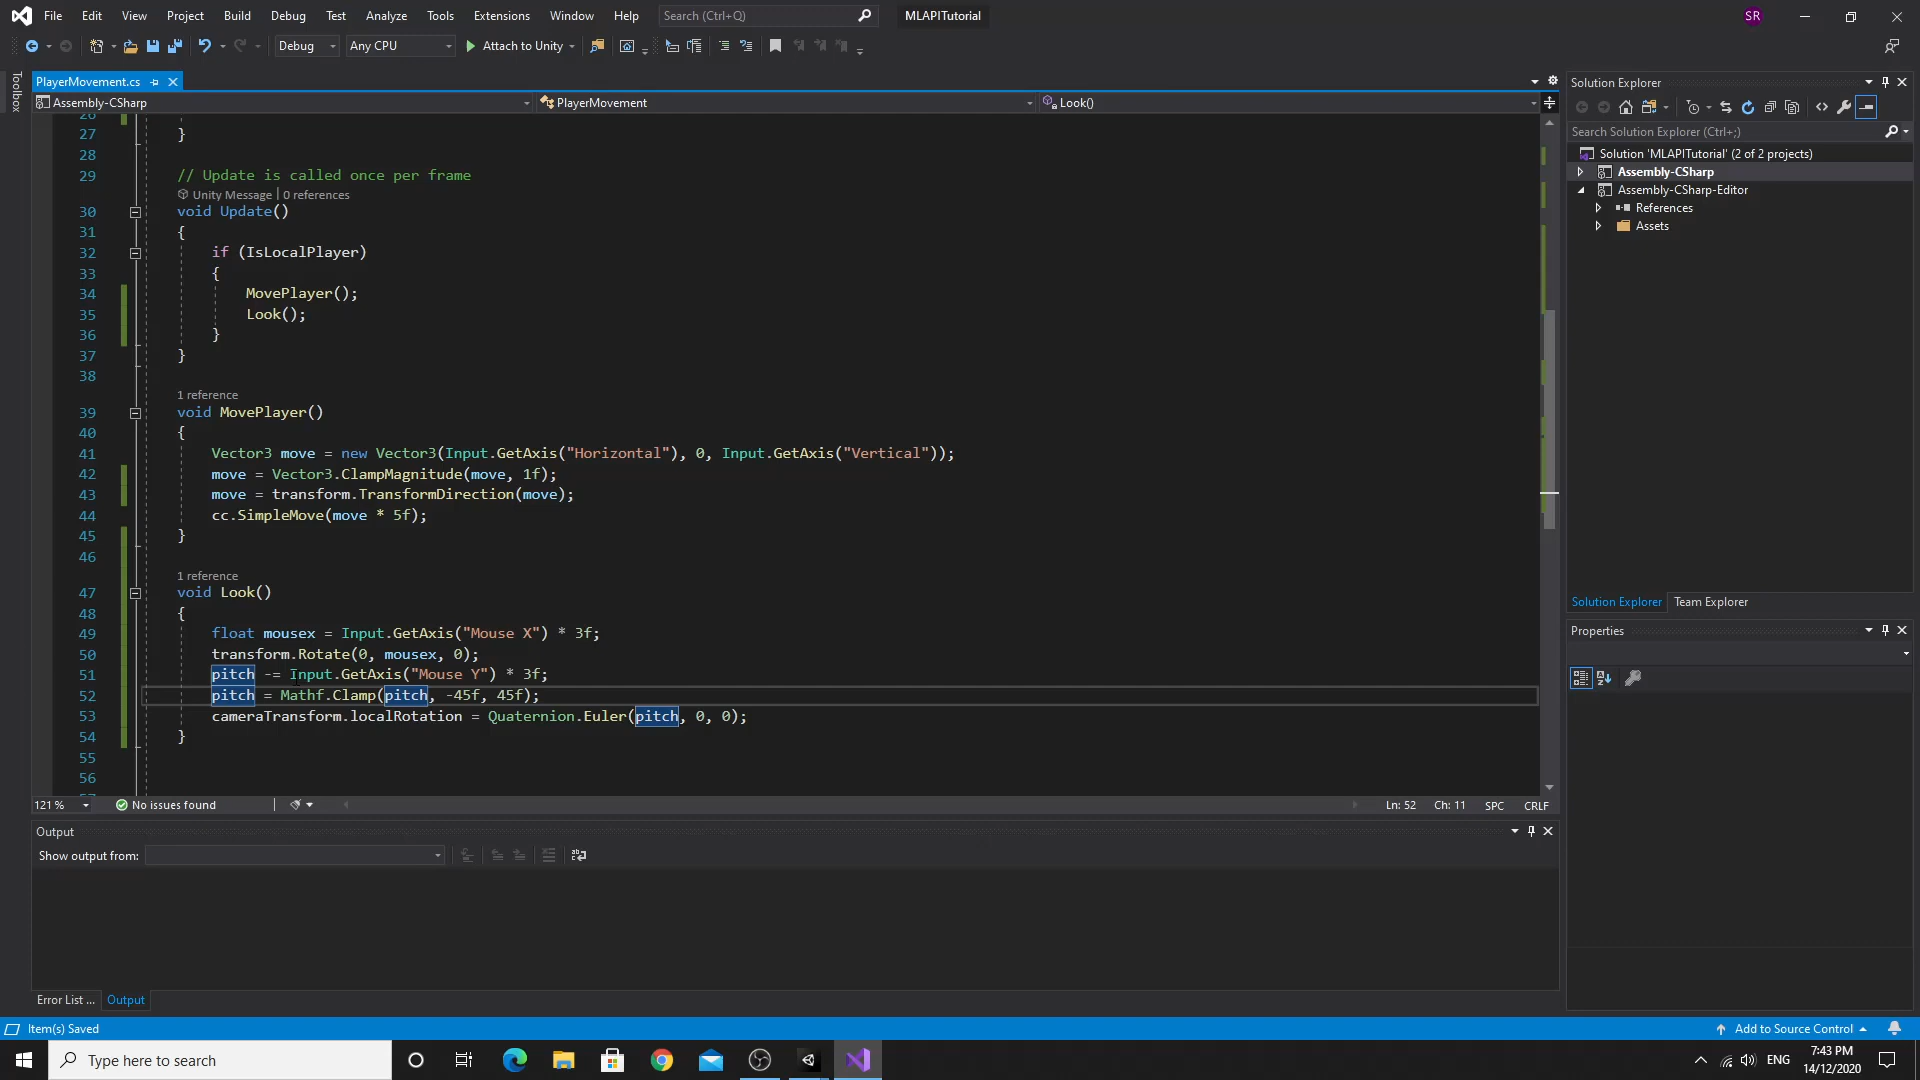 File Edit View Project Build Debug Test Analyze Tools Extensions Window Help Search (Ctrl+Q) MLAPITutorial SR
Debug Any CPU Attach to Unity
Toolbox
PlayerMovement.cs
Assembly-CSharp PlayerMovement Look()
26
27 }
28
29 // Update is called once per frame
Unity Message | 0 references
30 void Update()
31 {
32 if (IsLocalPlayer)
33 {
34 MovePlayer();
35 Look();
36 }
37 }
38
1 reference
39 void MovePlayer()
40 {
41 Vector3 move = new Vector3(Input.GetAxis("Horizontal"), 0, Input.GetAxis("Vertical"));
42 move = Vector3.ClampMagnitude(move, 1f);
43 move = transform.TransformDirection(move);
44 cc.SimpleMove(move * 5f);
45 }
46
1 reference
47 void Look()
48 {
49 float mousex = Input.GetAxis("Mouse X") * 3f;
50 transform.Rotate(0, mousex, 0);
51 pitch -= Input.GetAxis("Mouse Y") * 3f;
52 pitch = Mathf.Clamp(pitch, -45f, 45f);
53 cameraTransform.localRotation = Quaternion.Euler(pitch, 0, 0);
54 }
55
56
121 % No issues found Ln: 52 Ch: 11 SPC CRLF
Output
Show output from:
Error List ... Output
Solution Explorer
Search Solution Explorer (Ctrl+;)
Solution 'MLAPITutorial' (2 of 2 projects)
Assembly-CSharp
Assembly-CSharp-Editor
References
Assets
Solution Explorer Team Explorer
Properties
Item(s) Saved Add to Source Control
Type here to search ENG 7:43 PM
14/12/2020